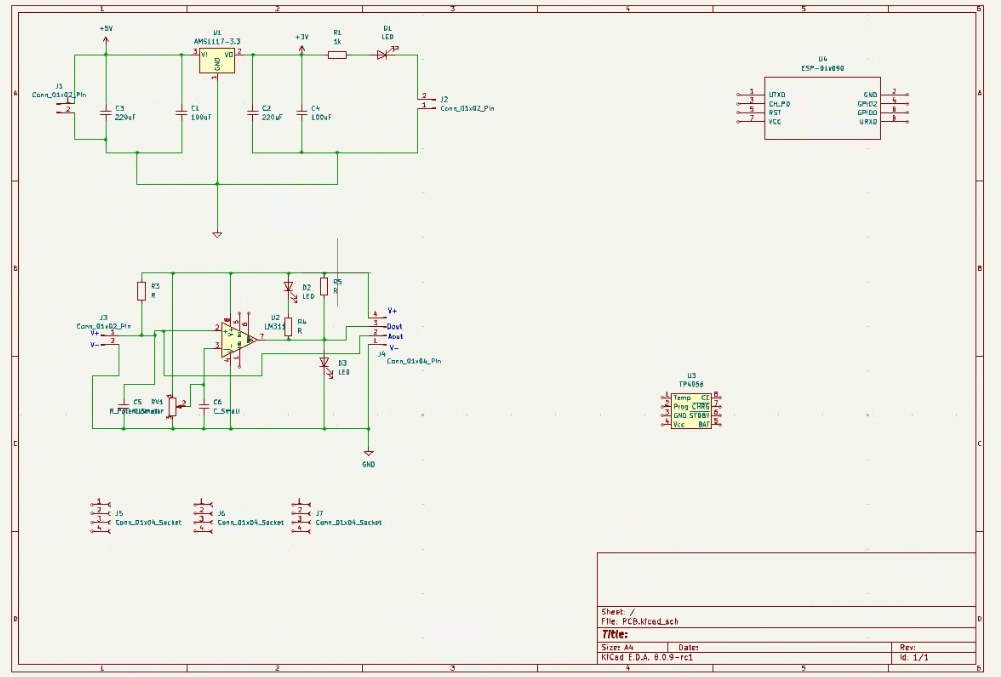 1 2 3 4 5 6
+5V
U1
AMS1117-3.3
3 VI VO 2
GND
1
+3V
R1
1k
D1
LED
J1
Conn_01x02_Pin
1
2
C3
220uF
C1
100uF
C2
220uF
C4
100uF
2
1
J2
Conn_01x02_Pin
U4
ESP-01v090
1 UTXD GND 2
3 CH_PD GPIO2 4
5 RST GPIO0 6
7 VCC URXD 8
A A
B B
R3
R
D2
LED
R5
R
J3
Conn_01x02_Pin
V+ 1
V- 2
U2
LM311
2
3
7
R4
R
V+
4
3 Dout
2 Aout
1 V-
J4
Conn_01x04_Pin
D3
LED
C5
RV1
2
C6
C_Small
GND
U3
TP4056
1 Temp CE 8
2 Prog CHRG 7
3 GND STDBY 6
4 Vcc BAT 5
C C
1
2
3
4
J5
Conn_01x04_Socket
1
2
3
4
J6
Conn_01x04_Socket
1
2
3
4
J7
Conn_01x04_Socket
D D
Sheet: /
File: PCB.kicad_sch
Title:
Size: A4 Date: Rev:
KiCad E.D.A. 8.0.9-rc1 Id: 1/1
1 2 3 4 5 6